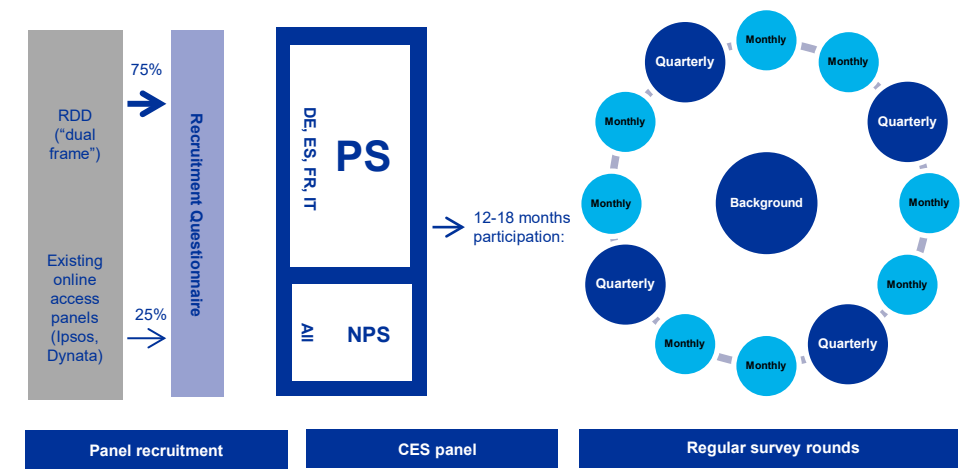 75%
RDD
(“dual
frame”)
Existing
online
access
panels
(Ipsos,
Dynata)
25%
Recruitment Questionnaire
DE, ES, FR, IT
PS
All
NPS
12-18 months
participation:
Monthly
Quarterly
Monthly
Monthly
Quarterly
Background
Monthly
Monthly
Quarterly
Monthly
Monthly
Quarterly
Monthly
Panel recruitment
CES panel
Regular survey rounds